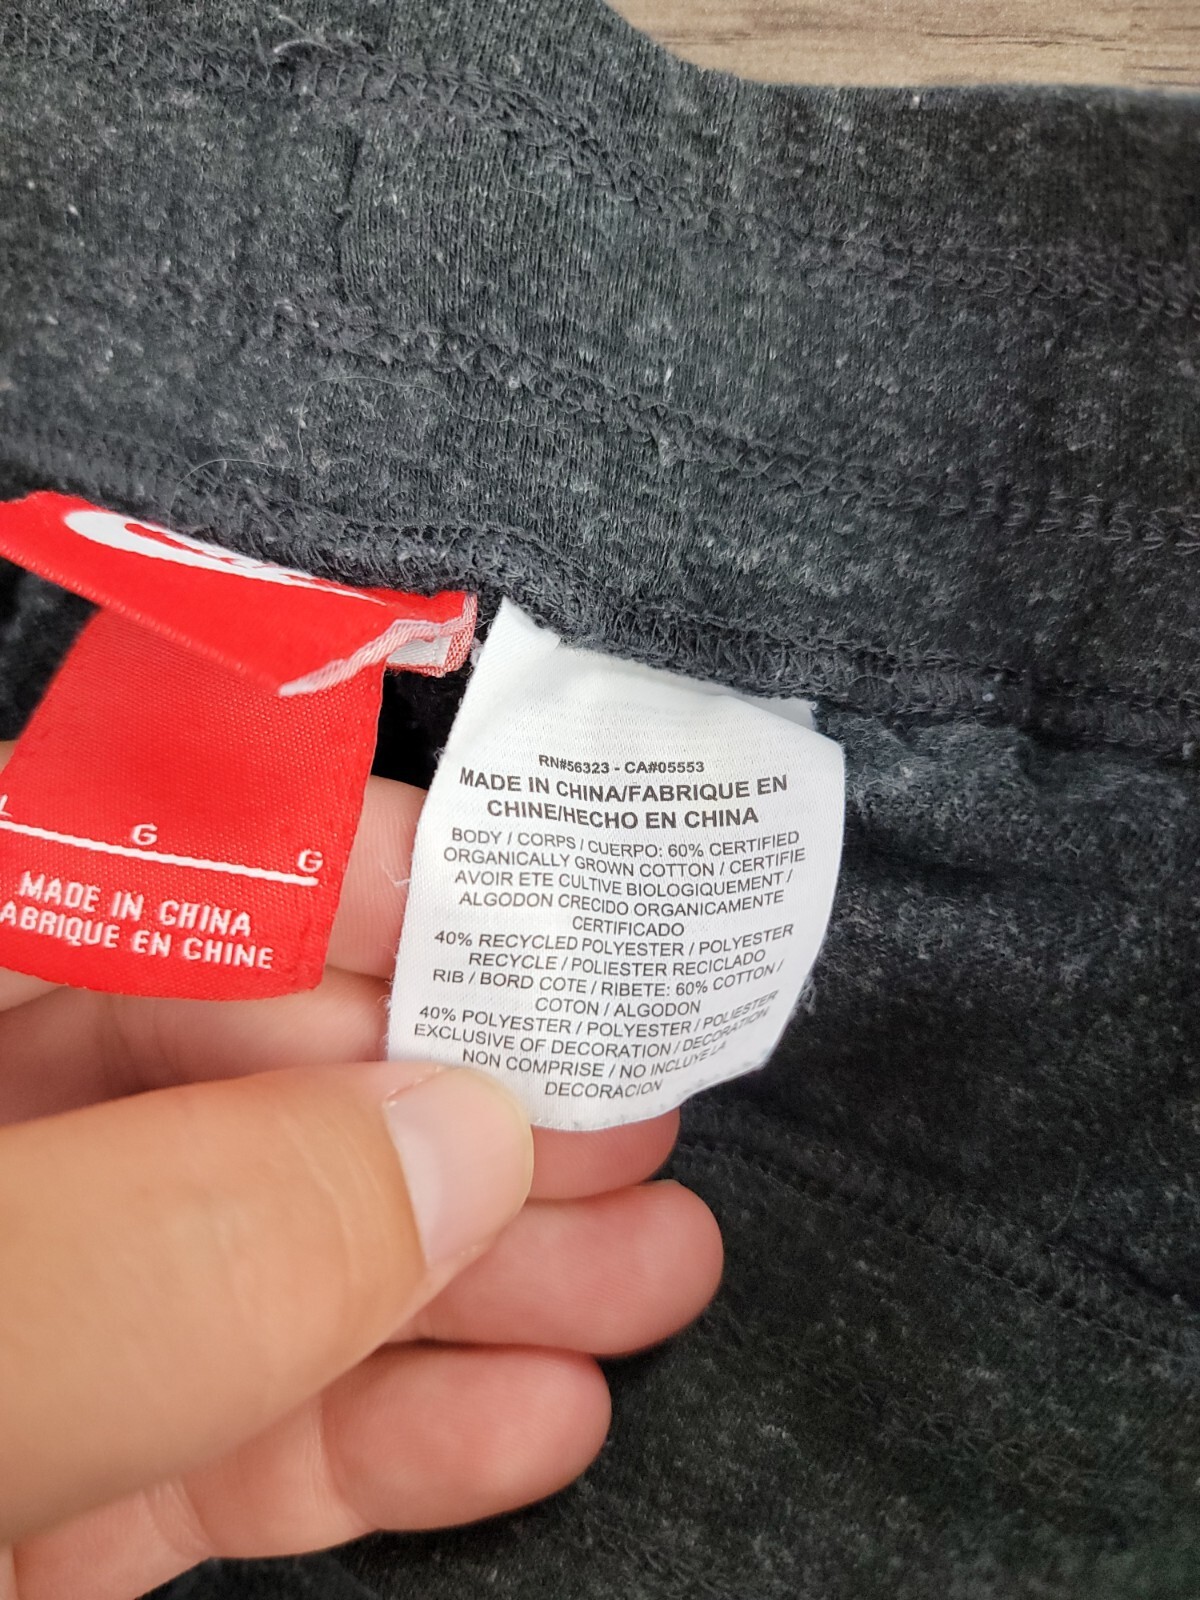 L G G
MADE IN CHINA
ABRIQUE EN CHINE
RN#56323 - CA#05553
MADE IN CHINA/FABRIQUE EN
CHINE/HECHO EN CHINA
BODY / CORPS / CUERPO: 60% CERTIFIED
ORGANICALLY GROWN COTTON / CERTIFIE
AVOIR ETE CULTIVE BIOLOGIQUEMENT /
ALGODON CRECIDO ORGANICAMENTE
CERTIFICADO
40% RECYCLED POLYESTER / POLYESTER
RECYCLE / POLIESTER RECICLADO
RIB / BORD COTE / RIBETE: 60% COTTON /
COTON / ALGODON
40% POLYESTER / POLYESTER / POLIESTER
EXCLUSIVE OF DECORATION / DECORATION
NON COMPRISE / NO INCLUYE LA
DECORACION